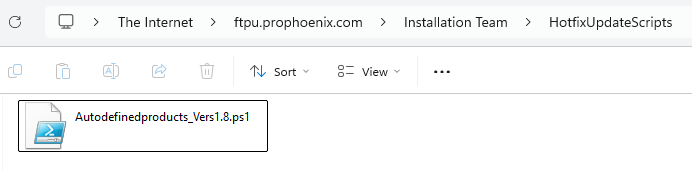 The Internet > ftpu.prophoenix.com > Installation Team > HotfixUpdateScripts
Sort View ...
Autodefinedproducts_Vers1.8.ps1